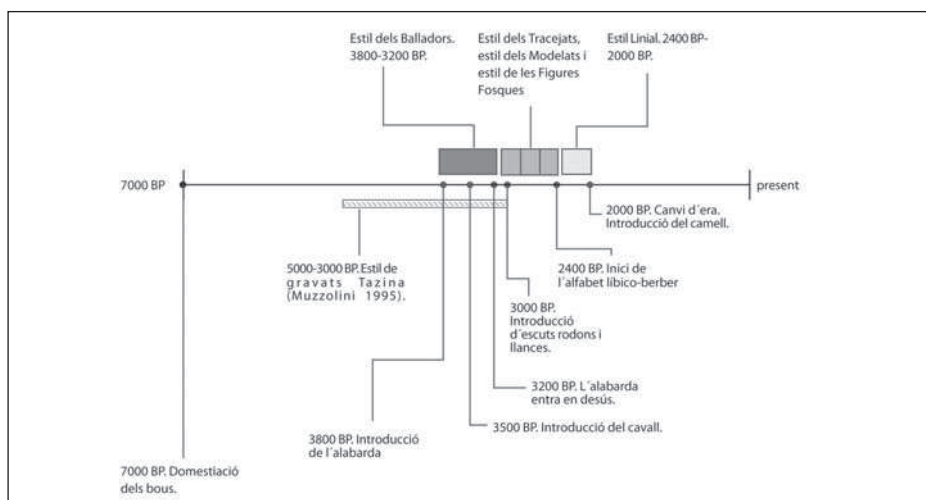 Estil dels Balladors.
3800-3200 BP.
Estil dels Tracejats,
estil dels Modelats i
estil de les Figures
Fosques
Estil Linial. 2400 BP-
2000 BP.
7000 BP
present
2000 BP. Canvi d´era.
Introducció del camell.
5000-3000 BP. Estil de
gravats Tazina
(Muzzolini 1995).
2400 BP. Inici de
l´alfabet líbico-berber
3000 BP.
Introducció
d´escuts rodons i
llances.
3200 BP. L´alabarda
entra en desús.
3500 BP. Introducció del cavall.
3800 BP. Introducció
de l´alabarda
7000 BP. Domestiació
dels bous.